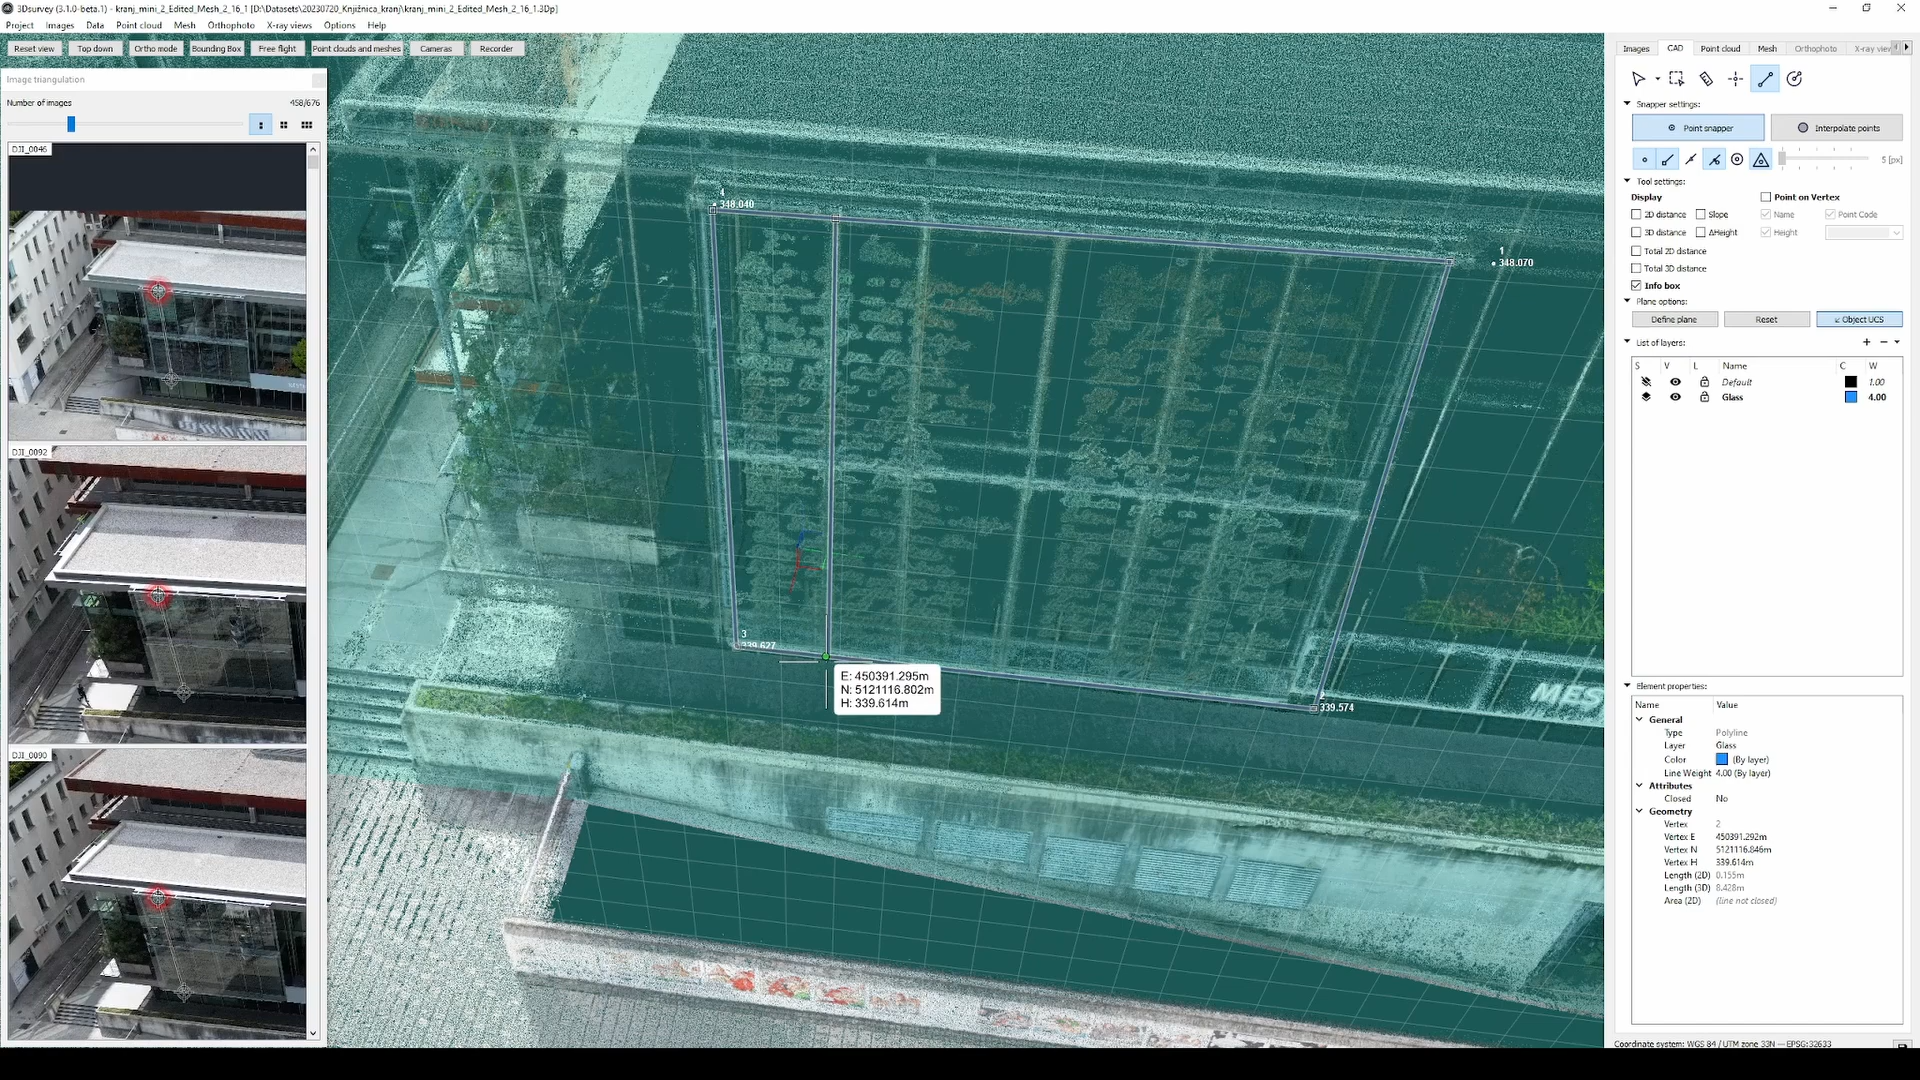 3Dsurvey (3.1.0-beta.1) - kranj_mini_2_Edited_Mesh_2_16_1 [D:\Datasets\20230720_Knjižnica_kranj\kranj_mini_2_Edited_Mesh_2_16_1.3Dp]
Project Images Data Point cloud Mesh Orthophoto X-ray views Options Help
Reset view Top down Ortho mode Bounding Box Free flight Point clouds and meshes Cameras Recorder
Image triangulation
Number of images 458/676
DJI_0046
DJI_0092
DJI_0090
4
348.040
1
348.070
3
339.627
E: 450391.295m
N: 5121116.802m
H: 339.614m
339.574
Images CAD Point cloud Mesh Orthophoto X-ray view
Snapper settings:
Point snapper Interpolate points
5 [px]
Tool settings:
Display Point on Vertex
2D distance Slope Name Point Code
3D distance ΔHeight Height
Total 2D distance
Total 3D distance
Info box
Plane options:
Define plane Reset Object UCS
List of layers:
S V L Name C W
Default 1.00
Glass 4.00
Element properties:
Name Value
General
Type Polyline
Layer Glass
Color (By layer)
Line Weight 4.00 (By layer)
Attributes
Closed No
Geometry
Vertex 2
Vertex E 450391.292m
Vertex N 5121116.846m
Vertex H 339.614m
Length (2D) 0.155m
Length (3D) 8.428m
Area (2D) (line not closed)
Coordinate system: WGS 84 / UTM zone 33N - EPSG:32633